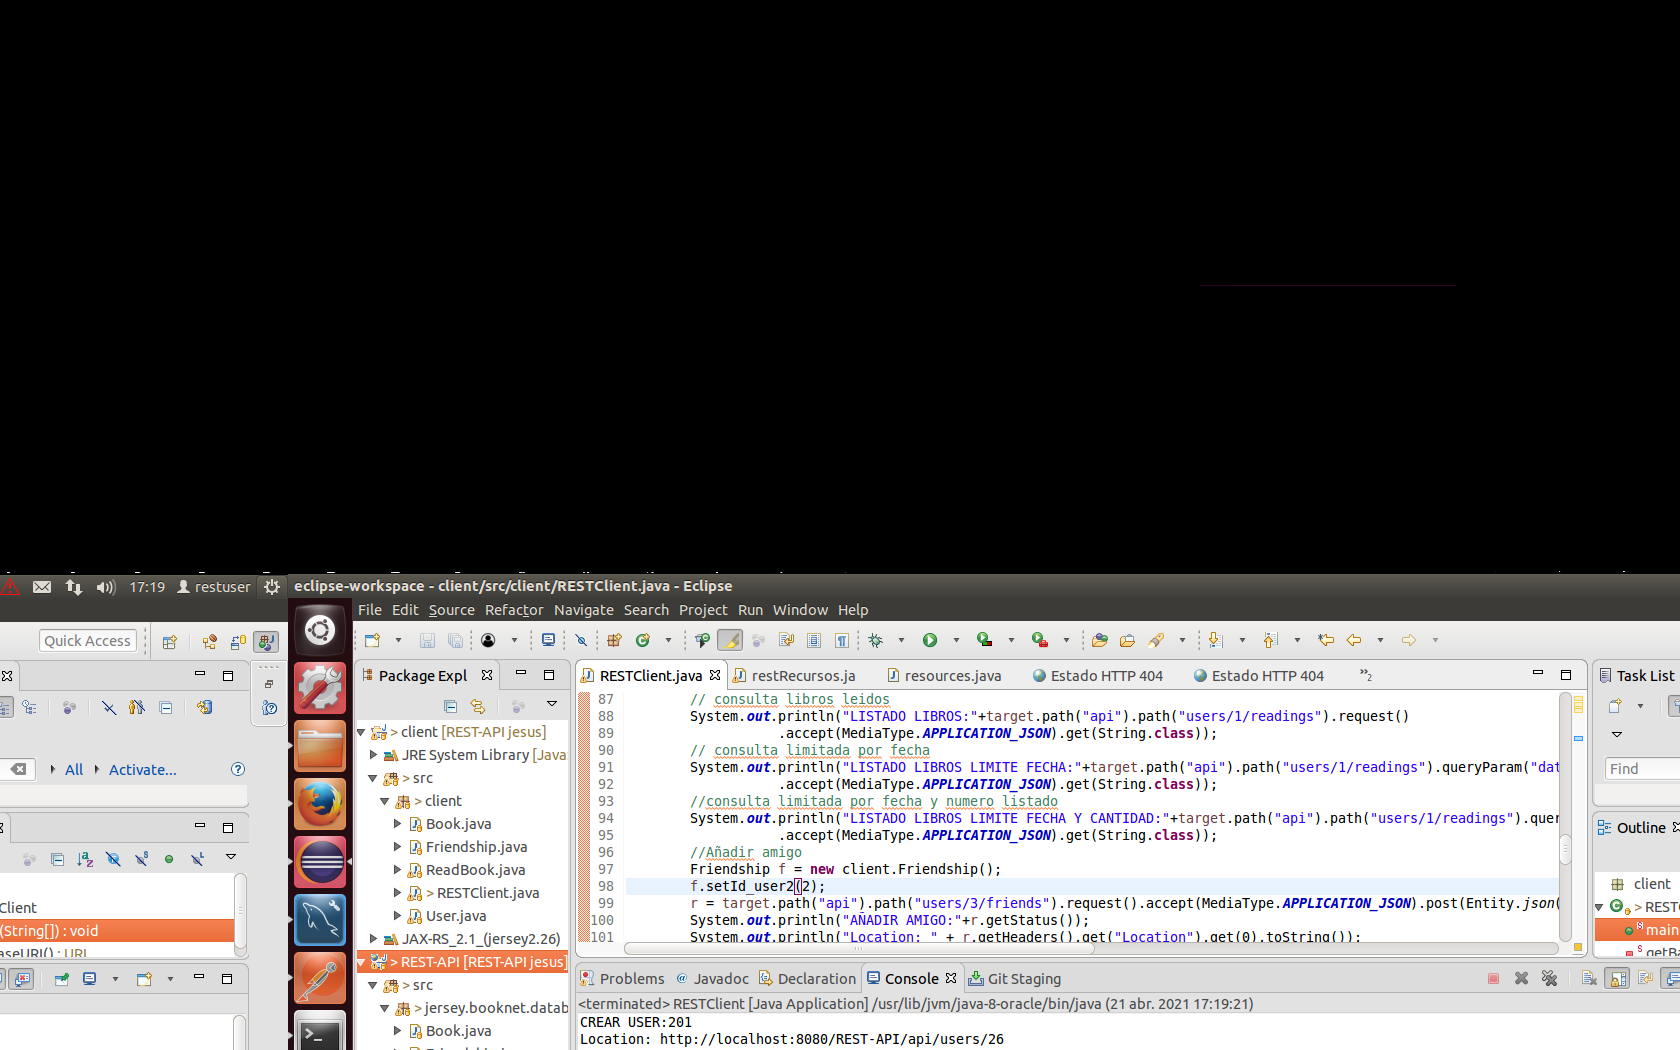 17:19 restuser
eclipse-workspace - client/src/client/RESTClient.java - Eclipse
File Edit Source Refactor Navigate Search Project Run Window Help
Quick Access
Package Expl
RESTClient.java
restRecursos.ja
resources.java
Estado HTTP 404
Estado HTTP 404
»2
Task List
> client [REST-API jesus]
JRE System Library [Java
> src
> client
Book.java
Friendship.java
ReadBook.java
> RESTClient.java
User.java
JAX-RS_2.1_(jersey2.26)
> REST-API [REST-API jesus]
> src
> jersey.booknet.datab
Book.java
All Activate...
Client
(String[]) : void
aseURI() : URI
87 // consulta libros leidos
88 System.out.println("LISTADO LIBROS:"+target.path("api").path("users/1/readings").request()
89 .accept(MediaType.APPLICATION_JSON).get(String.class));
90 // consulta limitada por fecha
91 System.out.println("LISTADO LIBROS LIMITE FECHA:"+target.path("api").path("users/1/readings").queryParam("dat
92 .accept(MediaType.APPLICATION_JSON).get(String.class));
93 //consulta limitada por fecha y numero listado
94 System.out.println("LISTADO LIBROS LIMITE FECHA Y CANTIDAD:"+target.path("api").path("users/1/readings").quer
95 .accept(MediaType.APPLICATION_JSON).get(String.class));
96 //Añadir amigo
97 Friendship f = new client.Friendship();
98 f.setId_user2(2);
99 r = target.path("api").path("users/3/friends").request().accept(MediaType.APPLICATION_JSON).post(Entity.json(
100 System.out.println("AÑADIR AMIGO:"+r.getStatus());
101 System.out.println("Location: " + r.getHeaders().get("Location").get(0).toString());
Find
Outline
client
> REST
main
getBa
Problems
Javadoc
Declaration
Console
Git Staging
<terminated> RESTClient [Java Application] /usr/lib/jvm/java-8-oracle/bin/java (21 abr. 2021 17:19:21)
CREAR USER:201
Location: http://localhost:8080/REST-API/api/users/26